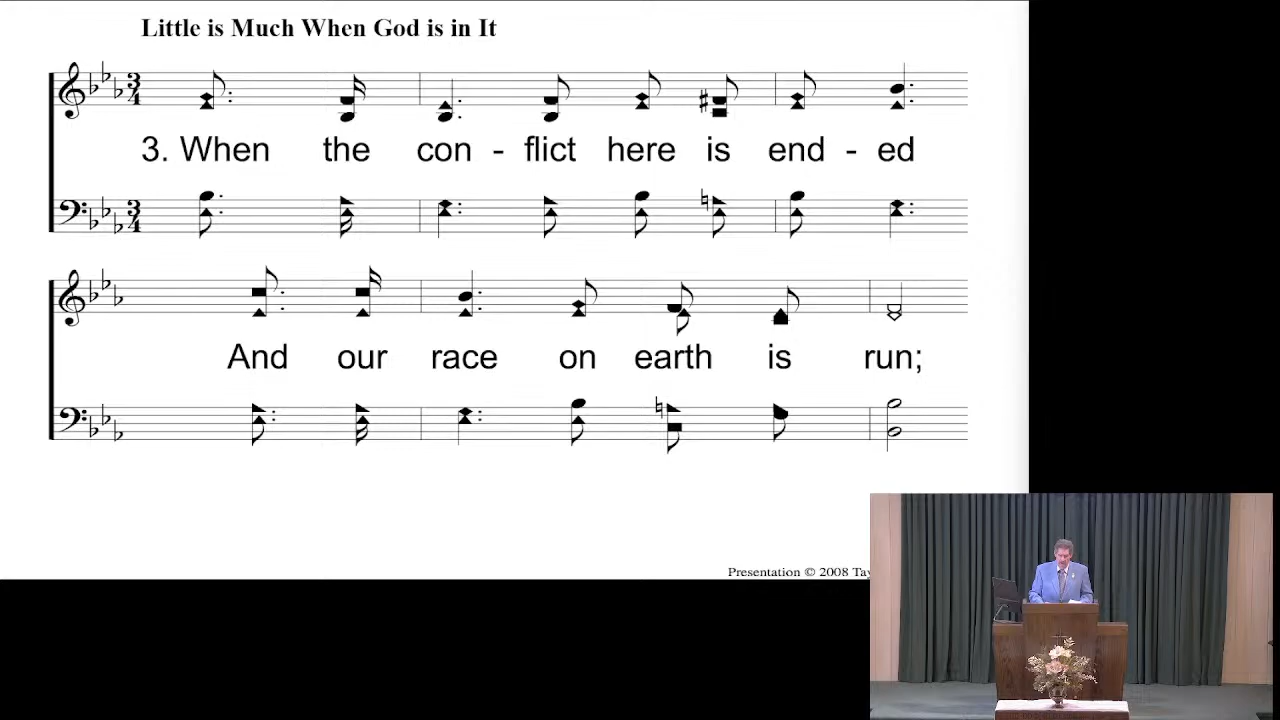 Little is Much When God is in It
3. When the con - flict here is end - ed
And our race on earth is run;
Presentation © 2008